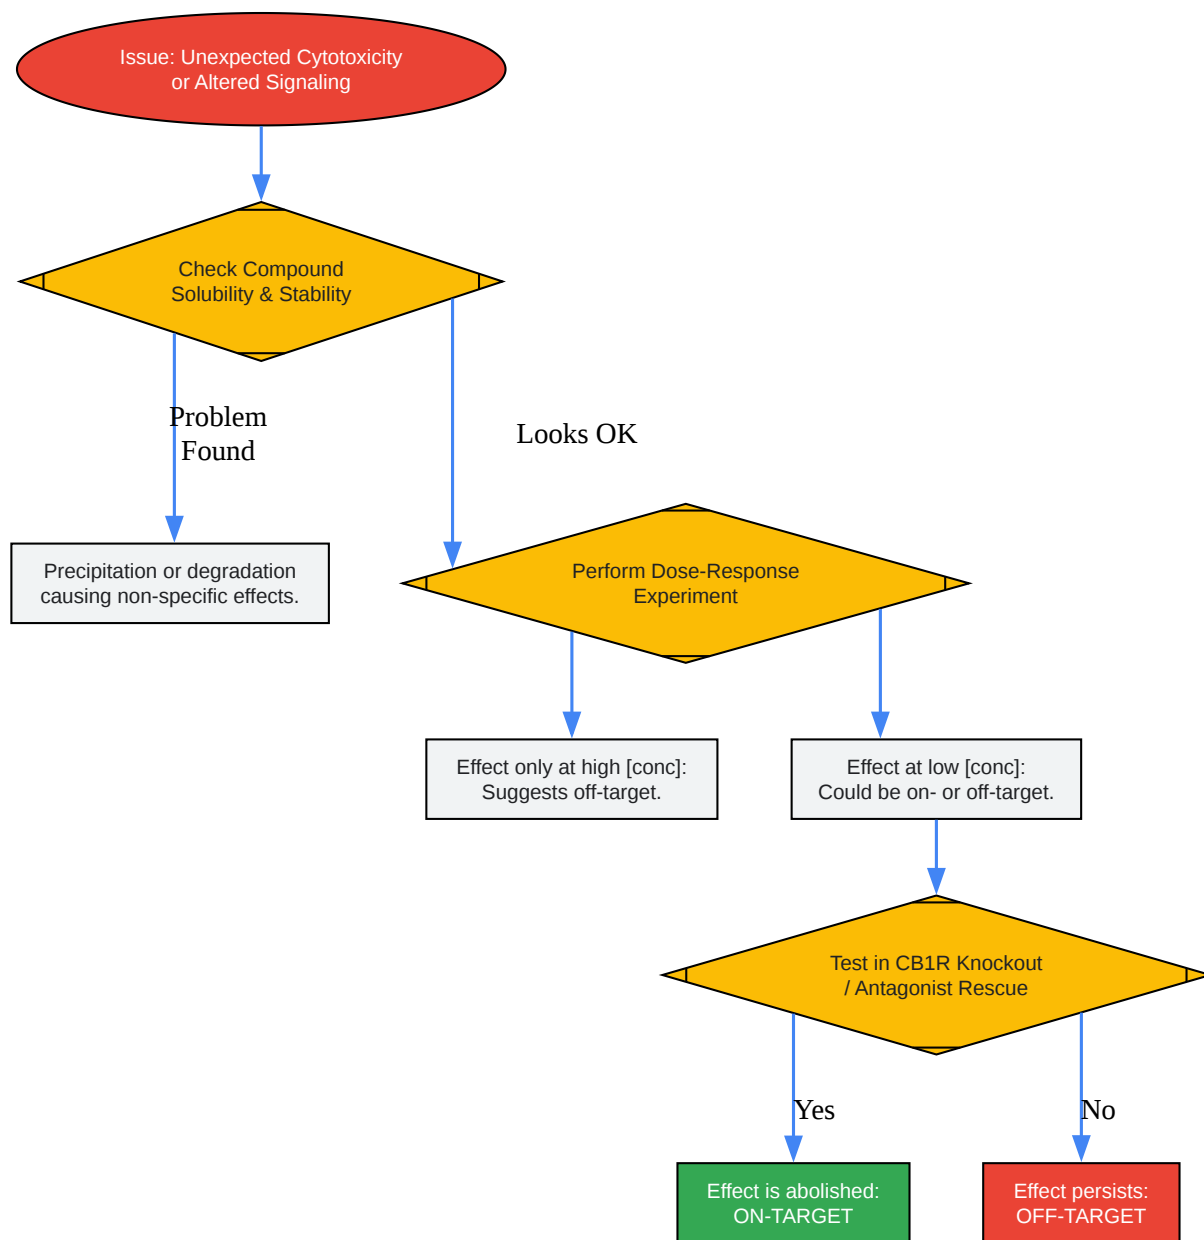 Issue: Unexpected Cytotoxicity
or Altered Signaling
Check Compound
Solubility & Stability
Problem
Found
Looks OK
Precipitation or degradation
causing non-specific effects.
Perform Dose-Response
Experiment
Effect only at high [conc]:
Suggests off-target.
Effect at low [conc]:
Could be on- or off-target.
Test in CB1R Knockout
/ Antagonist Rescue
Yes
No
Effect is abolished:
ON-TARGET
Effect persists:
OFF-TARGET